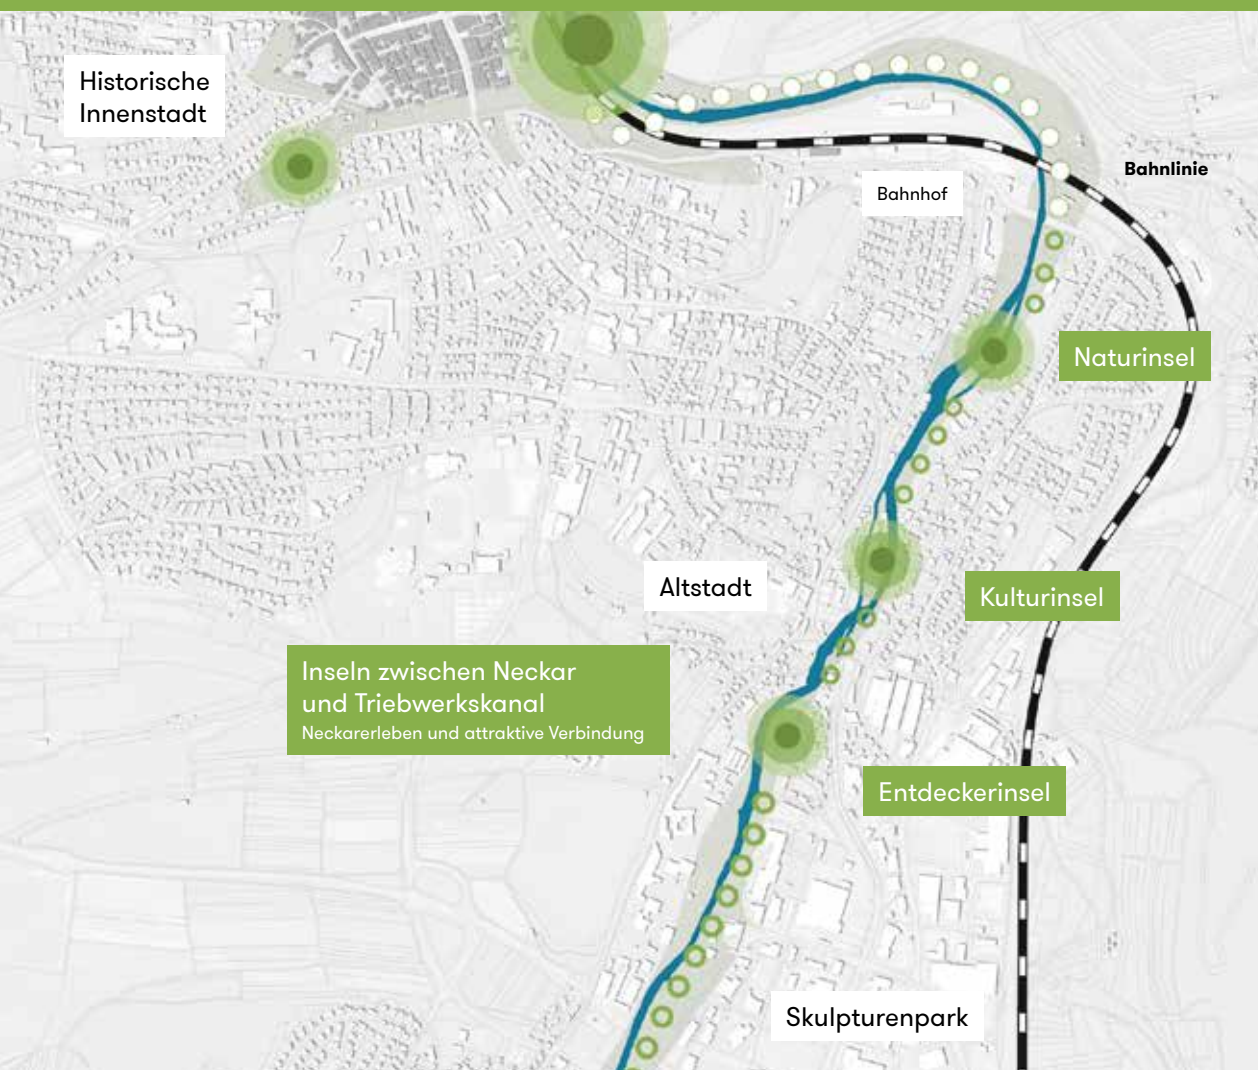 Historische
Innenstadt
Bahnlinie
Bahnhof
Naturinsel
Altstadt
Kulturinsel
Inseln zwischen Neckar
und Triebwerkskanal
Neckarerleben und attraktive Verbindung
Entdeckerinsel
Skulpturenpark